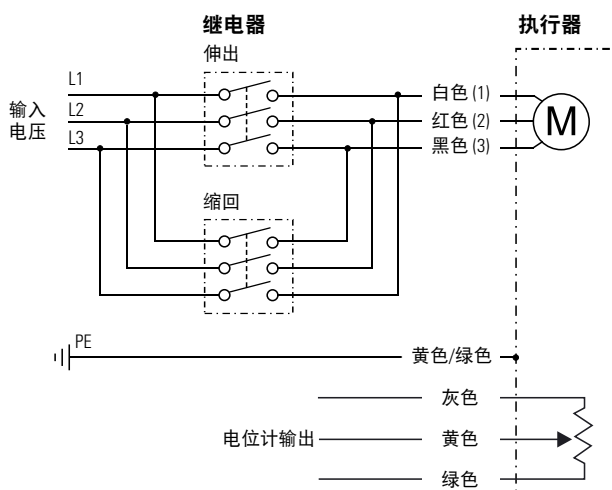 继电器
执行器
伸出
L1
输入
电压
L2
L3
白色 (1)
红色 (2)
黑色 (3)
M
缩回
PE
黄色/绿色
灰色
电位计输出
黄色
绿色